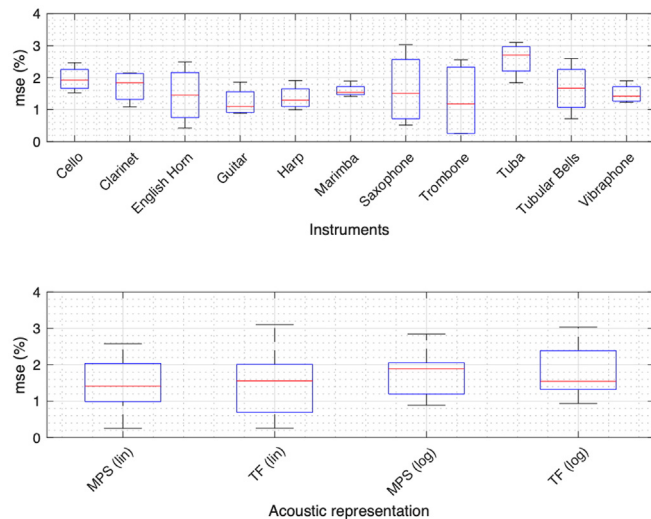 4
3
2
1
0
mse (%)
Cello
Clarinet
English Horn
Guitar
Harp
Marimba
Saxophone
Trombone
Tuba
Tubular Bells
Vibraphone
Instruments
4
3
2
1
0
mse (%)
MPS (lin)
TF (lin)
MPS (log)
TF (log)
Acoustic representation